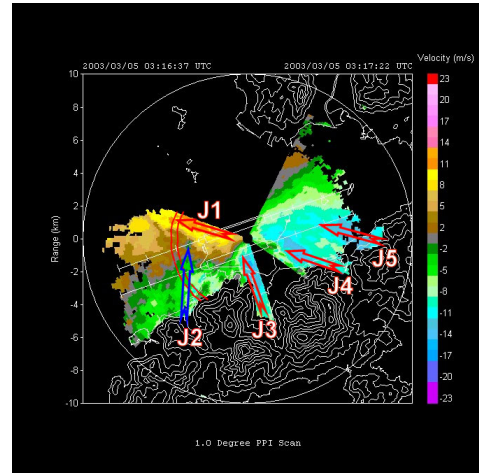 2003/03/05 03:16:37 UTC
2003/03/05 03:17:22 UTC
Velocity (m/s)
10
8
6
4
2
0
-2
-4
-6
-8
-10
Range (km)
J1
J2
J3
J4
J5
23
20
17
14
11
8
5
2
-2
-5
-8
-11
-14
-17
-20
-23
1.0 Degree PPI Scan